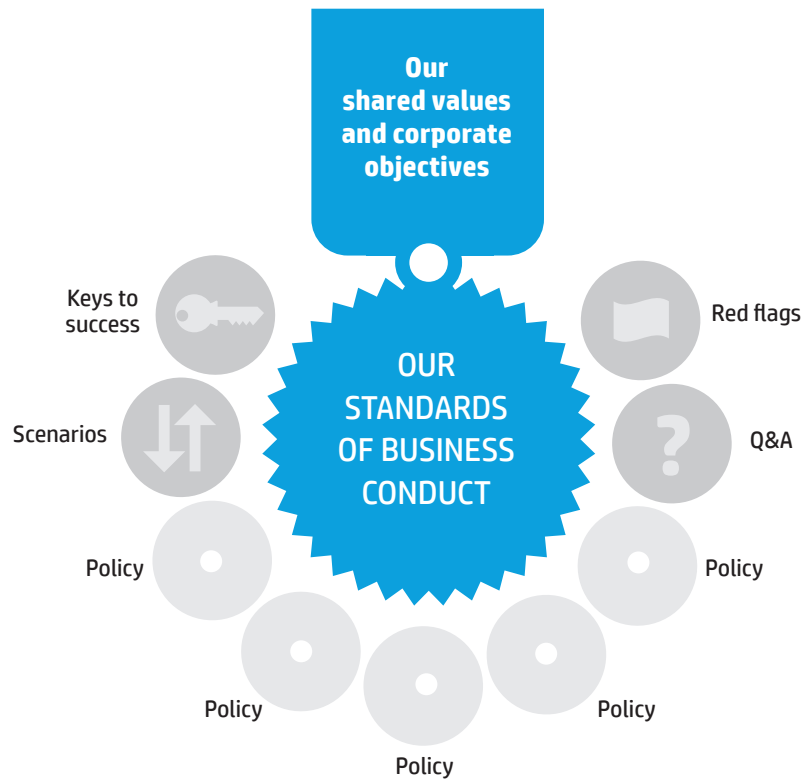 Our
shared values
and corporate
objectives
Keys to
success
Red flags
OUR
STANDARDS
OF BUSINESS
CONDUCT
Scenarios
?
Q&A
Policy
Policy
Policy
Policy
Policy